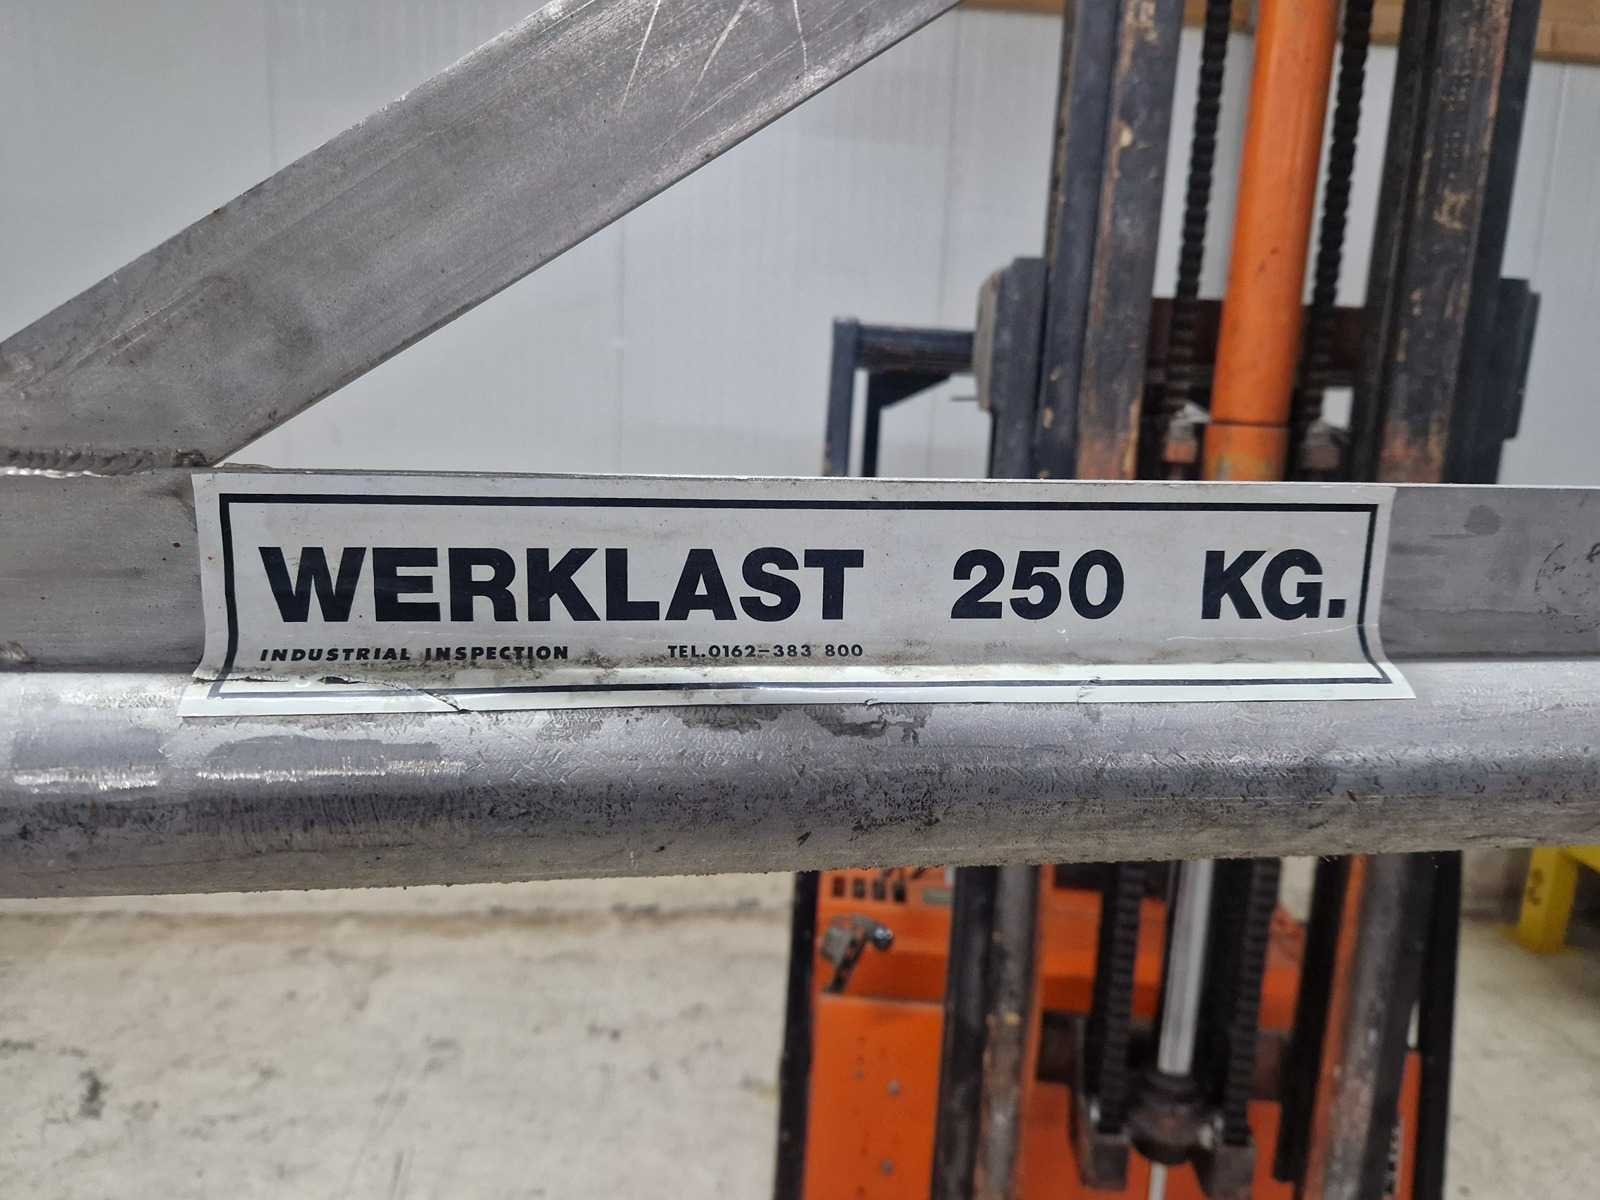 WERKLAST 250 KG.
INDUSTRIAL INSPECTION TEL.0162-383 800